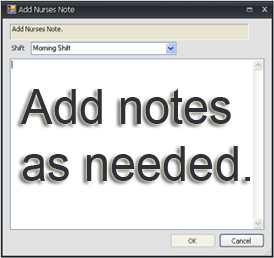 Add Nurses Note
Add Nurses Note.
Shift Morning Shift
Add notes
as needed.
OK Cancel